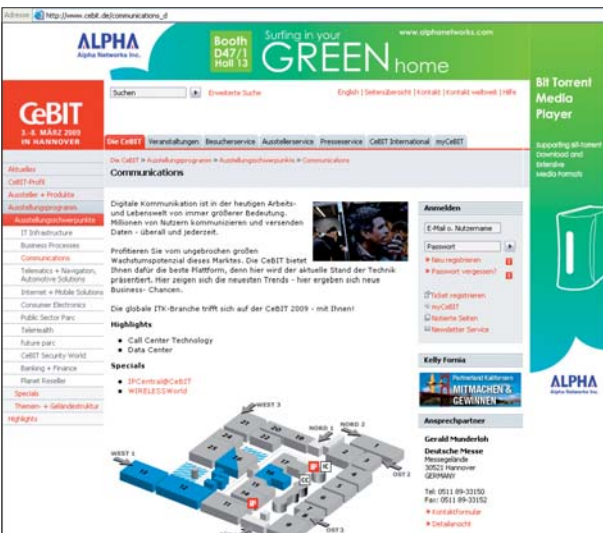 Adresse http://www.cebit.de/communications_d
ALPHA
Alpha Networks Inc.
Booth
D47/1
Hall 13
Surfing in your
GREEN home
www.alphanetworks.com
Bit Torrent
Media
Player
Supporting Bit-Torrent
Download and
Extensive
Media Formats
ALPHA
Alpha Networks Inc.
Suchen
Erweiterte Suche
English | Seitenübersicht | Kontakt | Kontakt weltweit | Hilfe
CeBIT
3.-8. MÄRZ 2009
IN HANNOVER
Die CeBIT Veranstaltungen Besucherservice Ausstellerservice Presseservice CeBIT International myCeBIT
Die CeBIT » Ausstellungsprogramm » Ausstellungsschwerpunkte » Communications
Communications
Aktuelles
CeBIT-Profil
Aussteller + Produkte
Ausstellungsprogramm
Ausstellungsschwerpunkte
IT Infrastructure
Business Processes
Communications
Telematics + Navigation,
Automotive Solutions
Internet + Mobile Solutions
Consumer Electronics
Public Sector Parc
TeleHealth
future parc
CeBIT Security World
Banking + Finance
Planet Reseller
Specials
Themen- + Geländestruktur
Highlights
Digitale Kommunikation ist in der heutigen Arbeits-
und Lebenswelt von immer größerer Bedeutung.
Millionen von Nutzern kommunizieren und versenden
Daten - überall und jederzeit.
Profitieren Sie vom ungebrochen großen
Wachstumspotenzial dieses Marktes. Die CeBIT bietet
Ihnen dafür die beste Plattform, denn hier wird der aktuelle Stand der Technik
präsentiert. Hier zeigen sich die neuesten Trends - hier ergeben sich neue
Business- Chancen.
Die globale ITK-Branche trifft sich auf der CeBIT 2009 - mit Ihnen!
Highlights
Call Center Technology
Data Center
Specials
IPCentral@CeBIT
WIRELESSWorld
WEST 3
NORD 1
NORD 2
WEST 1
OST 2
OST 3
IC
CC
Anmelden
E-Mail o. Nutzername
Passwort
Neu registrieren
Passwort vergessen?
Ticket registrieren
myCeBIT
Notierte Seiten
Newsletter Service
Kelly Fornia
Partnerland Kalifornien
MITMACHEN &
GEWINNEN
Ansprechpartner
Gerald Munderloh
Deutsche Messe
Messegelände
30521 Hannover
GERMANY
Tel: 0511 89-33150
Fax: 0511 89-33152
Kontaktformular
Detailansicht